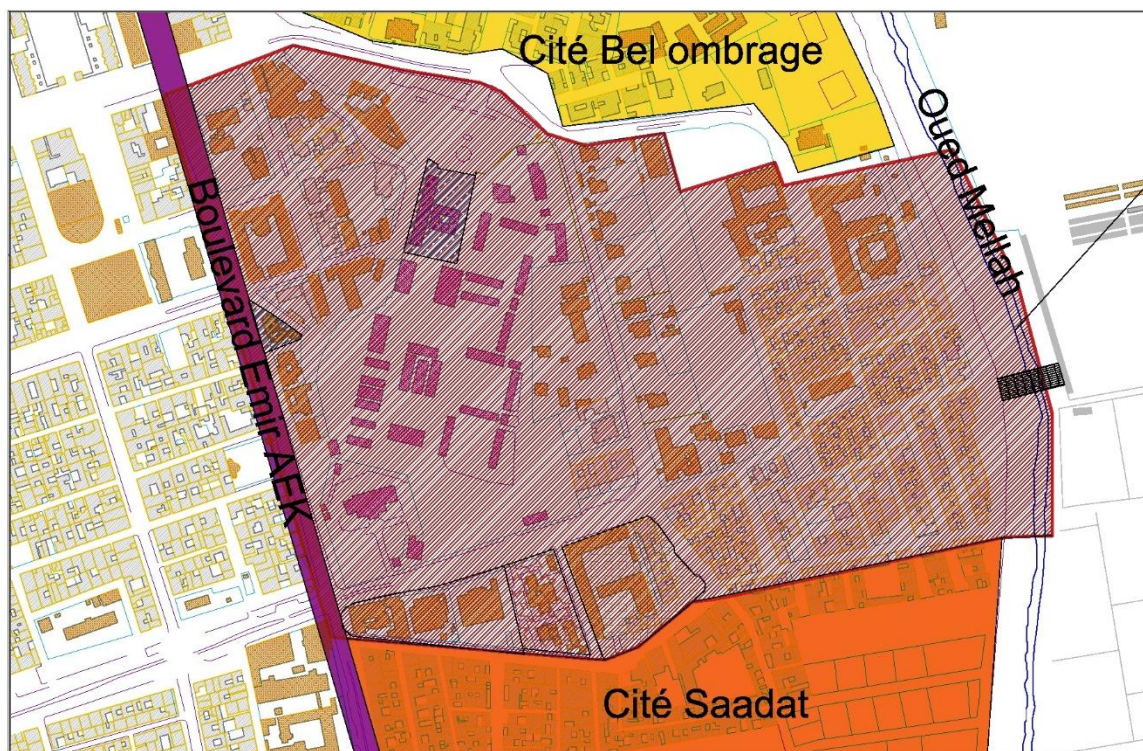 Cité Bel ombrage
Oued Mellah
Boulevard Emir AEK
Cité Saadat